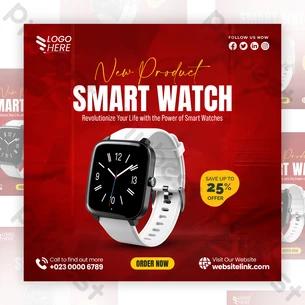 LOGO
HERE
FOLLOW US NOW
New Product
SMART WATCH
Revolutionize Your Life with the Power of Smart Watches
SAVE UP TO
25%
OFFER
Call to find out more
+023 0000 6789
ORDER NOW
Visit Our Website
websitelink.com